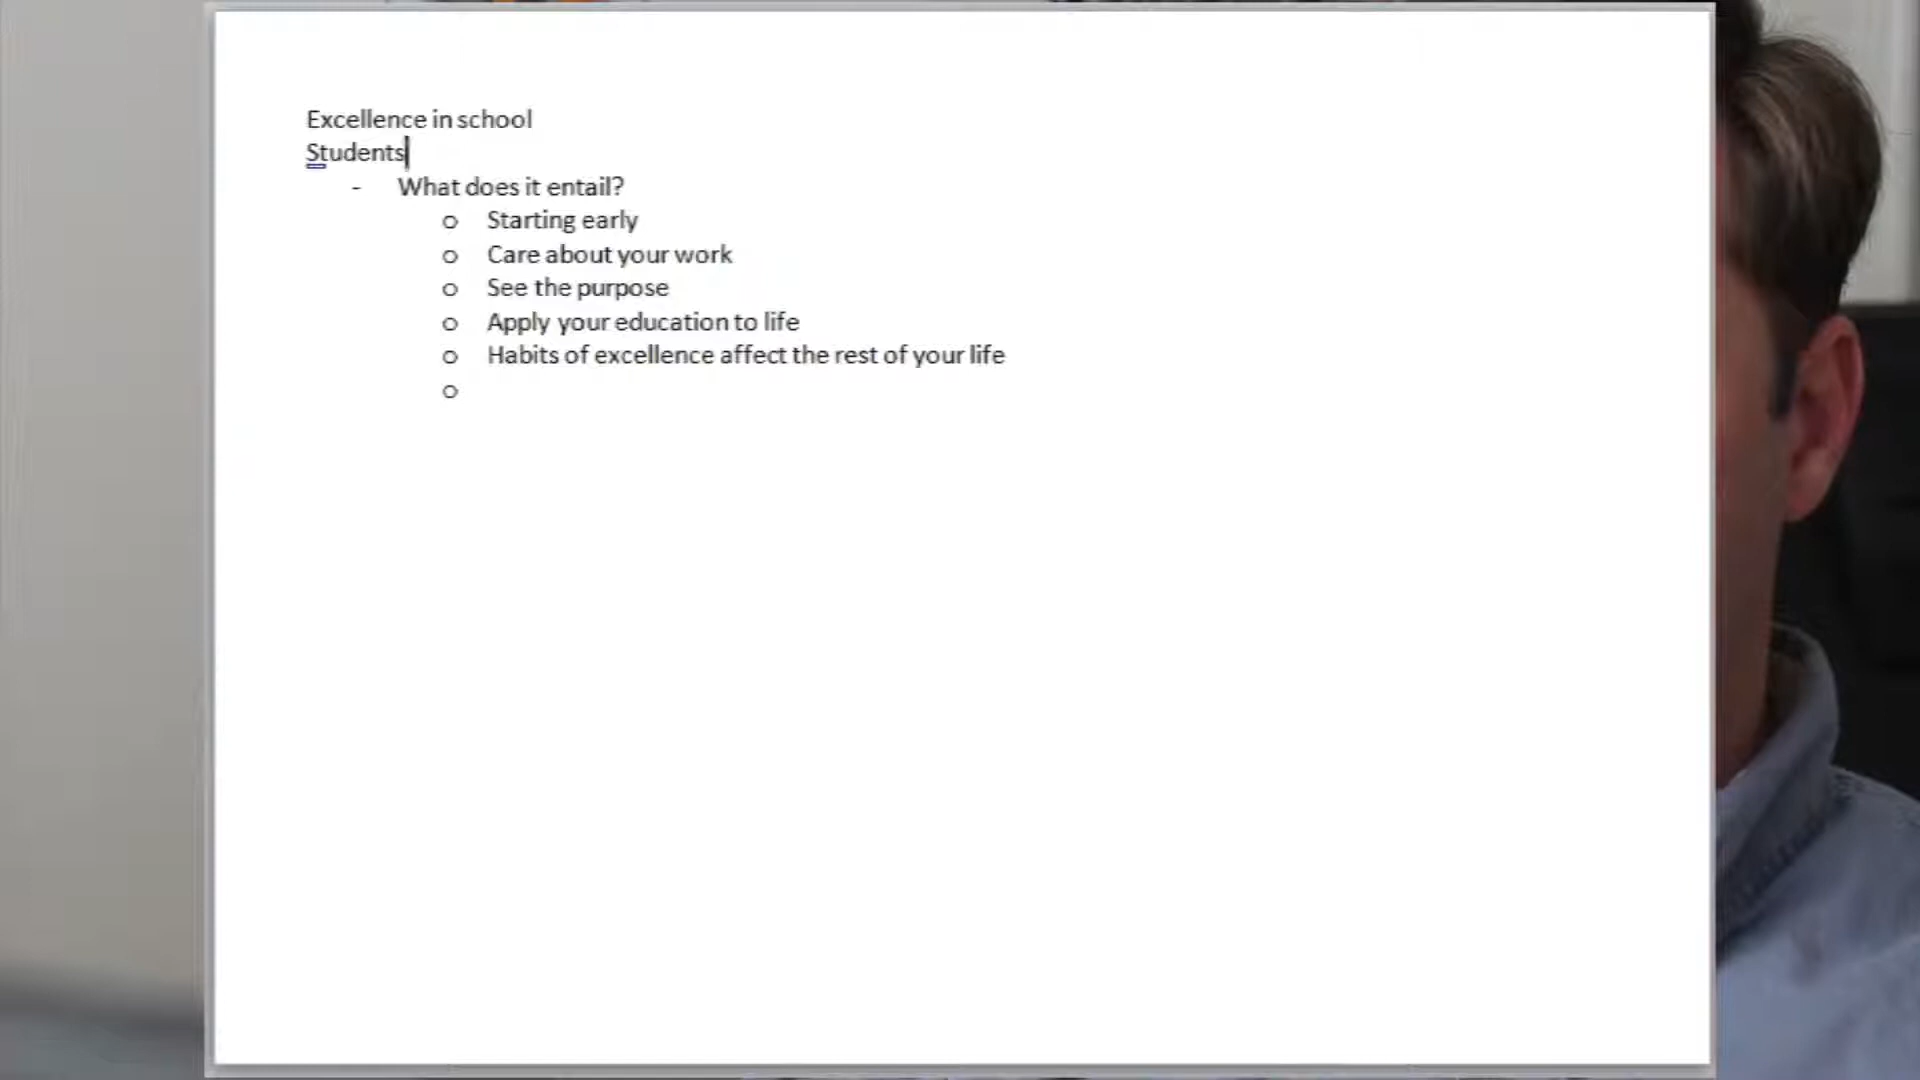 Excellence in school
Students
- What does it entail?
o Starting early
o Care about your work
o See the purpose
o Apply your education to life
o Habits of excellence affect the rest of your life
o